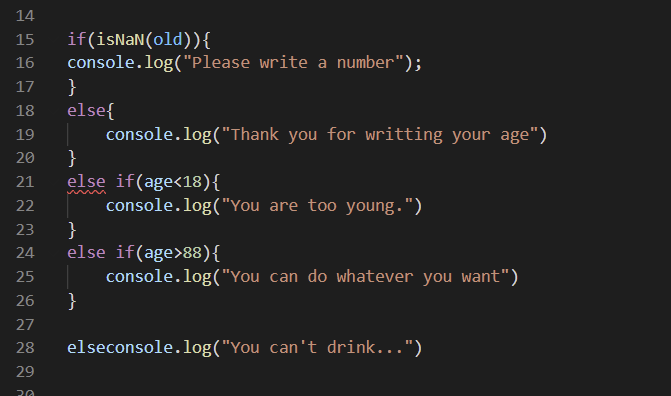 14
15 if(isNaN(old)){
16 console.log("Please write a number");
17 }
18 else{
19     console.log("Thank you for writting your age")
20 }
21 else if(age<18){
22     console.log("You are too young.")
23 }
24 else if(age>88){
25     console.log("You can do whatever you want")
26 }
27
28 elseconsole.log("You can't drink...")
29
30